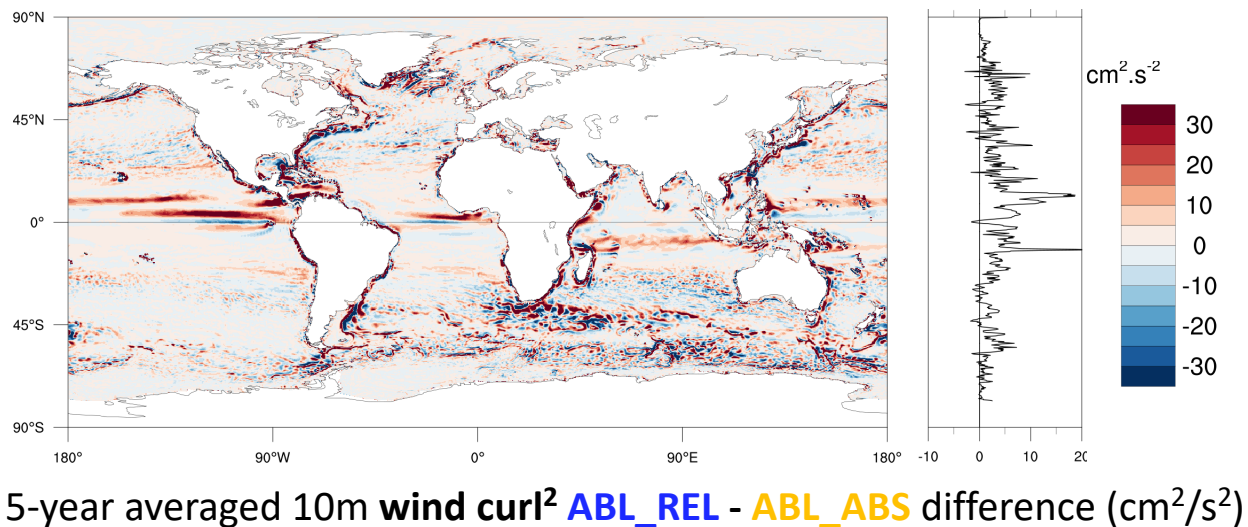 90°N
45°N
0°
45°S
90°S
180° 90°W 0° 90°E 180°
-10 0 10 20
cm².s⁻²
30
20
10
0
-10
-20
-30
5-year averaged 10m wind curl² ABL_REL - ABL_ABS difference (cm²/s²)